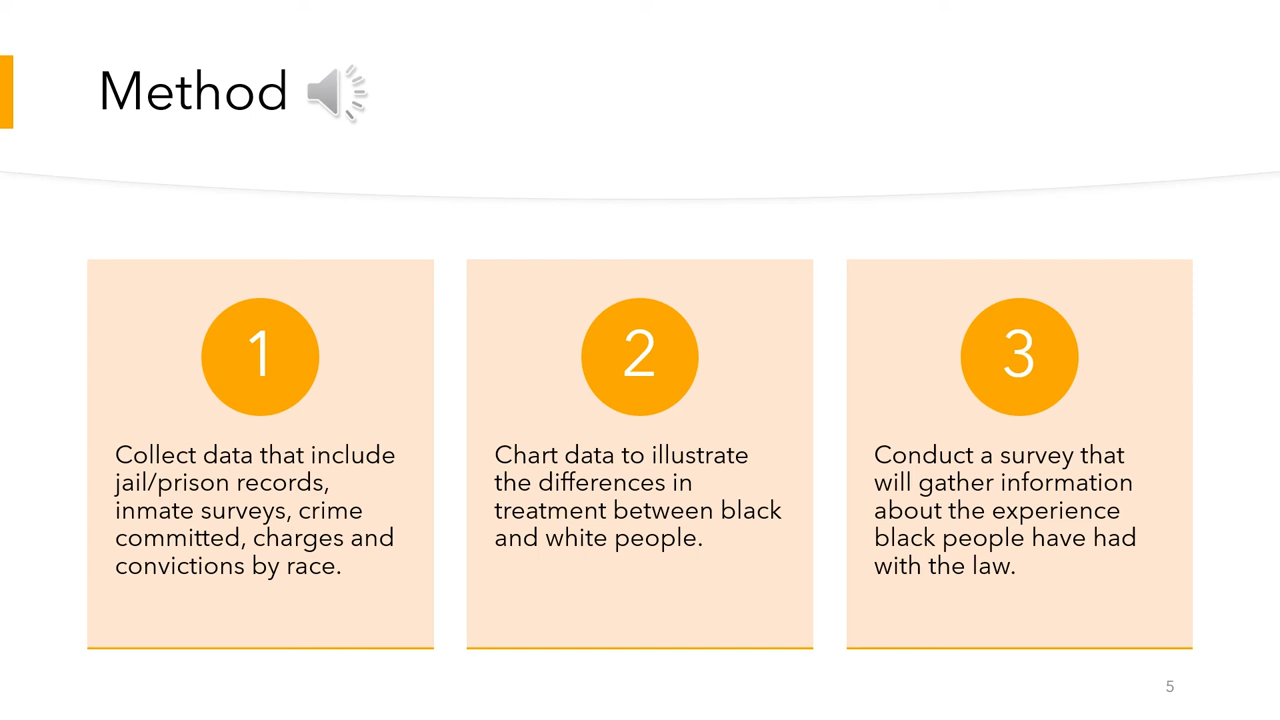 Method
1
Collect data that include
jail/prison records,
inmate surveys, crime
committed, charges and
convictions by race.
2
Chart data to illustrate
the differences in
treatment between black
and white people.
3
Conduct a survey that
will gather information
about the experience
black people have had
with the law.
5